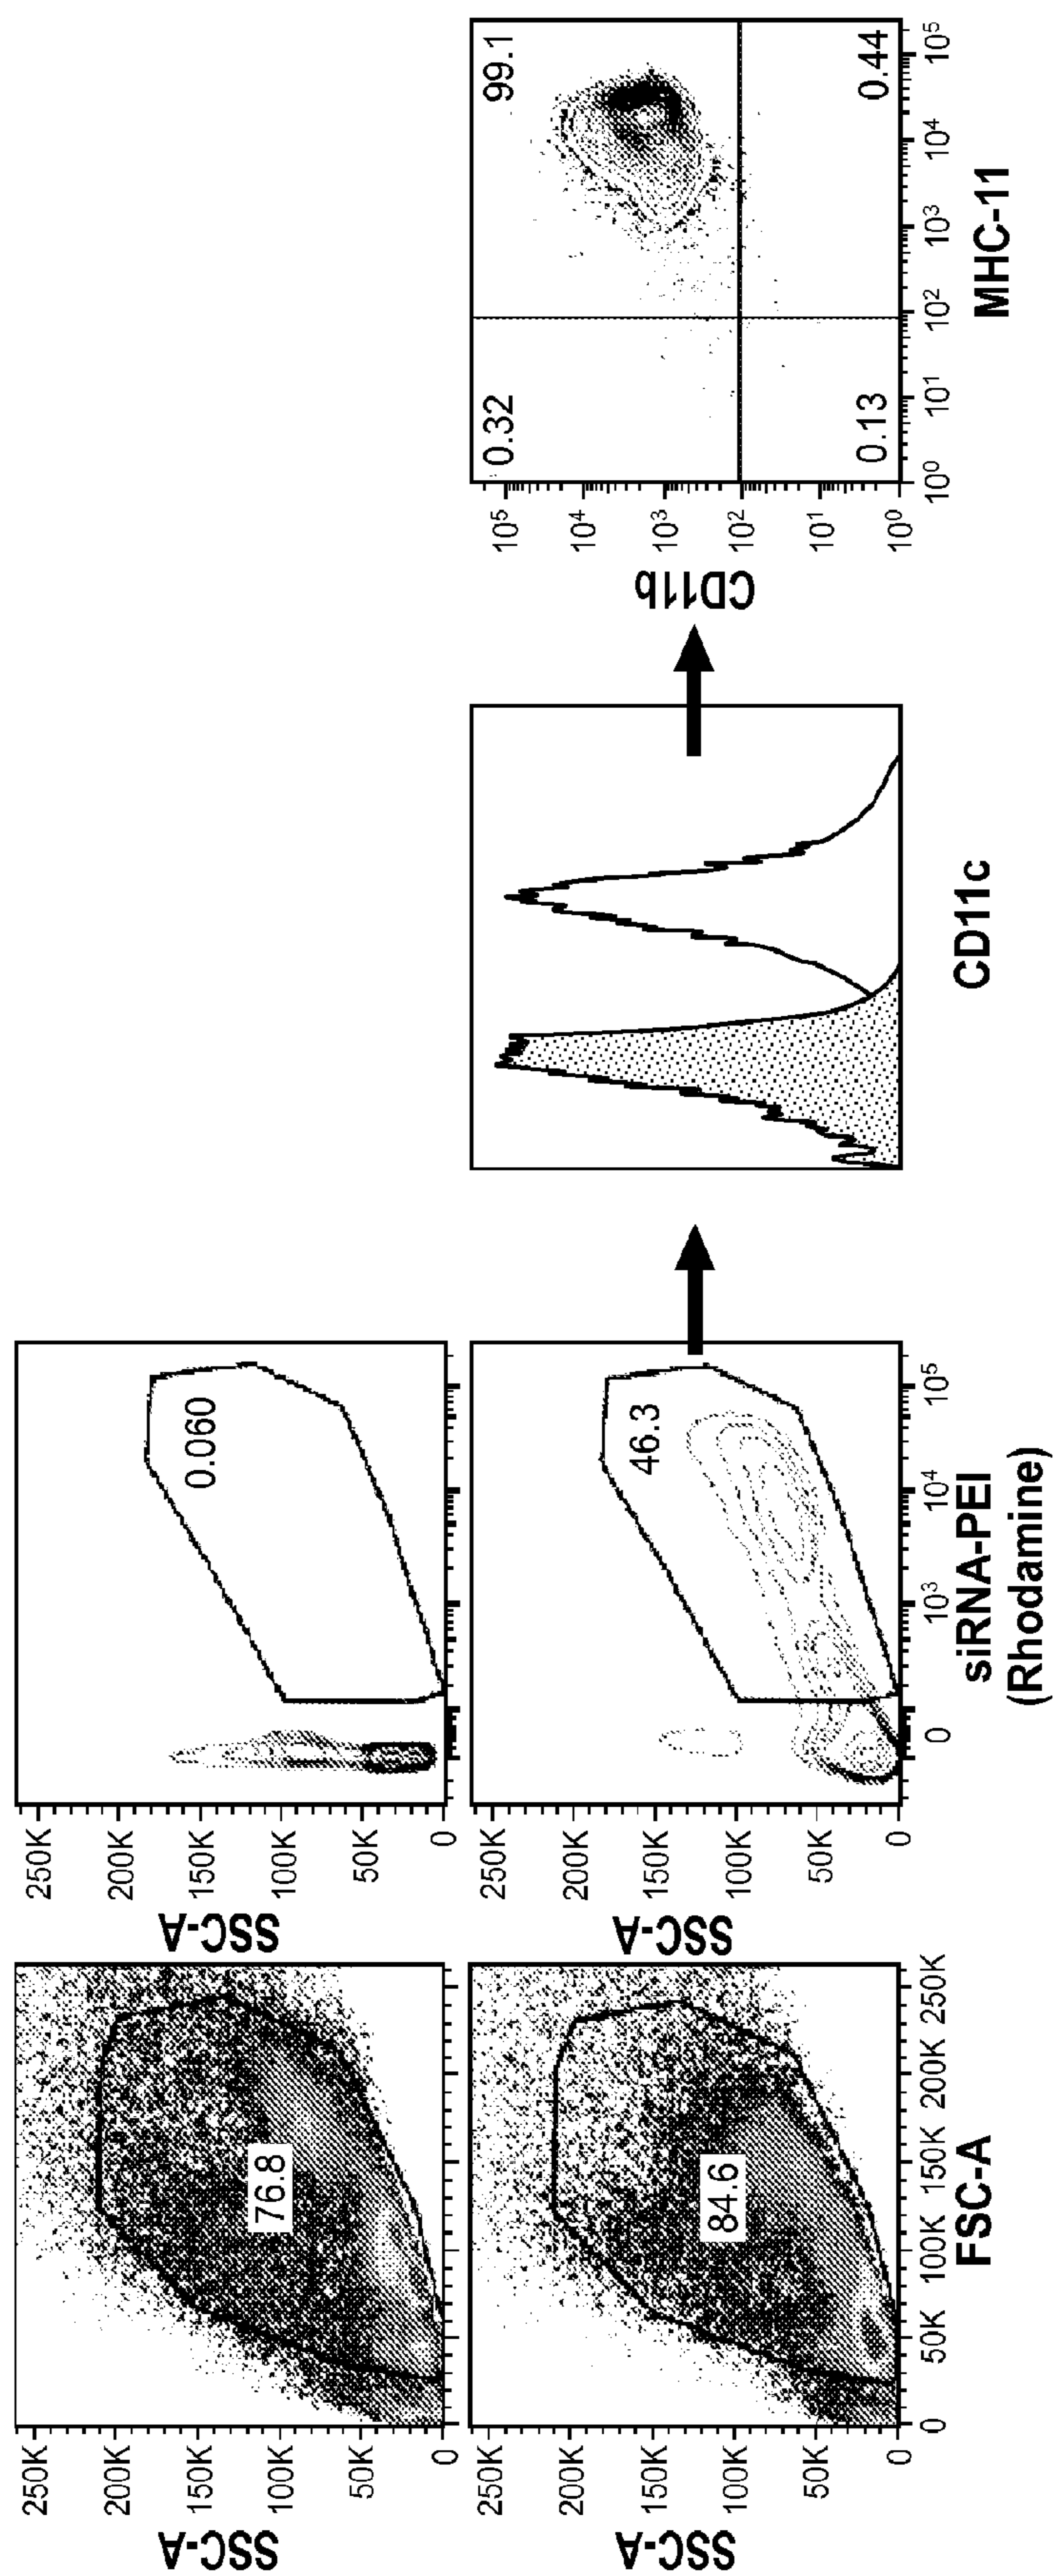 250K
200K
150K
100K
50K
0
SSC-A
76.8
250K
200K
150K
100K
50K
0
SSC-A
0.060
250K
200K
150K
100K
50K
0
SSC-A
84.6
0
50K
100K
150K
200K
250K
FSC-A
250K
200K
150K
100K
50K
0
SSC-A
46.3
0
10³
10⁴
10⁵
siRNA-PEI
(Rhodamine)
CD11c
10⁵
10⁴
10³
10²
10¹
10⁰
CD11b
0.32
99.1
0.13
0.44
10⁰
10¹
10²
10³
10⁴
10⁵
MHC-11